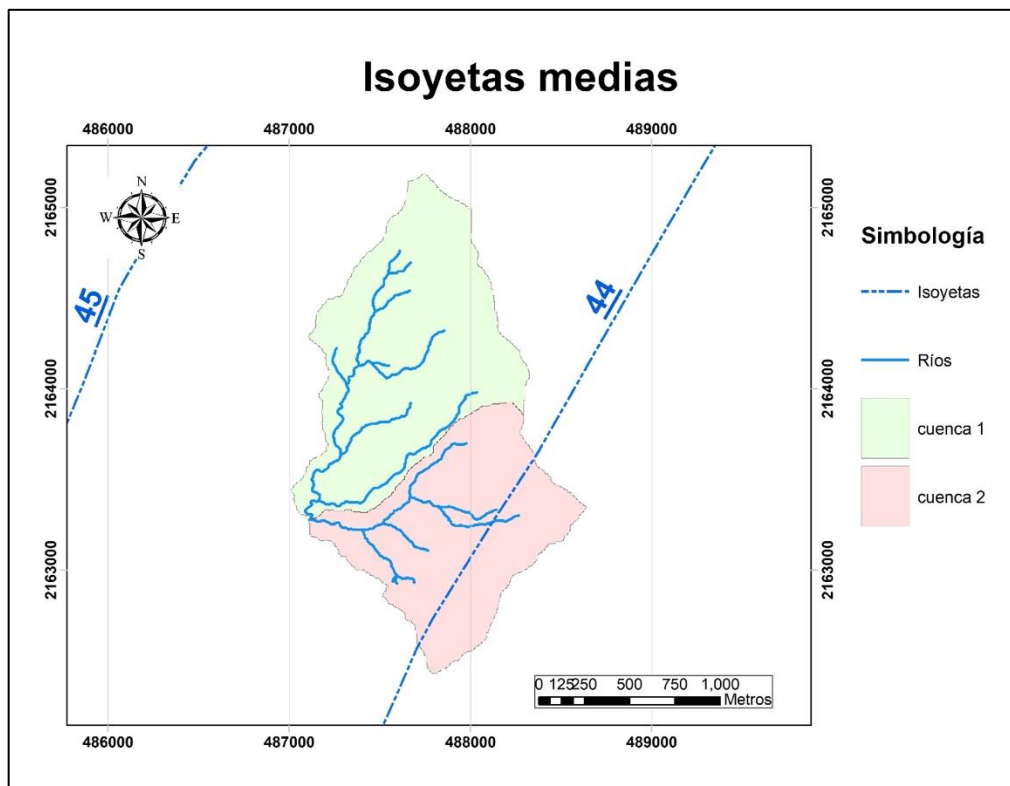 Isoyetas medias
486000 487000 488000 489000
N
W E
S
2165000
2164000
2163000
45
44
2165000
2164000
2163000
Simbología
Isoyetas
Ríos
cuenca 1
cuenca 2
0 125250 500 750 1,000
Metros
486000 487000 488000 489000